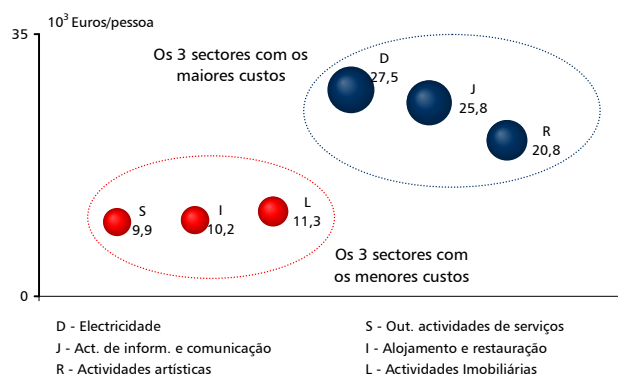 10³ Euros/pessoa
35
Os 3 sectores com os
maiores custos
D
27,5
J
25,8
R
20,8
S
9,9
I
10,2
L
11,3
Os 3 sectores com
os menores custos
0
D - Electricidade
J - Act. de inform. e comunicação
R - Actividades artísticas
S - Out. actividades de serviços
I - Alojamento e restauração
L - Actividades Imobiliárias